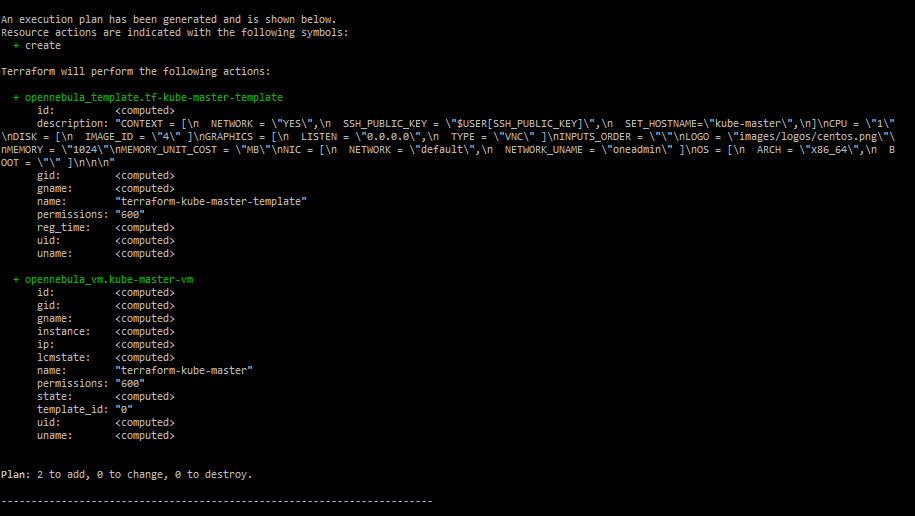 An execution plan has been generated and is shown below.
Resource actions are indicated with the following symbols:
  + create

Terraform will perform the following actions:

  + opennebula_template.tf-kube-master-template
      id:          <computed>
      description: "CONTEXT = [\n  NETWORK = \"YES\",\n  SSH_PUBLIC_KEY = \"$USER[SSH_PUBLIC_KEY]\",\n  SET_HOSTNAME=\"kube-master\",\n]\nCPU = \"1\"
\nDISK = [\n  IMAGE_ID = \"4\" ]\nGRAPHICS = [\n  LISTEN = \"0.0.0.0\",\n  TYPE = \"VNC\" ]\nINPUTS_ORDER = \"\"\nLOGO = \"images/logos/centos.png\"\
nMEMORY = \"1024\"\nMEMORY_UNIT_COST = \"MB\"\nNIC = [\n  NETWORK = \"default\",\n  NETWORK_UNAME = \"oneadmin\" ]\nOS = [\n  ARCH = \"x86_64\",\n  B
OOT = \"\" ]\n\n\n"
      gid:         <computed>
      gname:       <computed>
      name:        "terraform-kube-master-template"
      permissions: "600"
      reg_time:    <computed>
      uid:         <computed>
      uname:       <computed>

  + opennebula_vm.kube-master-vm
      id:          <computed>
      gid:         <computed>
      gname:       <computed>
      instance:    <computed>
      ip:          <computed>
      lcmstate:    <computed>
      name:        "terraform-kube-master"
      permissions: "600"
      state:       <computed>
      template_id: "0"
      uid:         <computed>
      uname:       <computed>

Plan: 2 to add, 0 to change, 0 to destroy.

------------------------------------------------------------------------